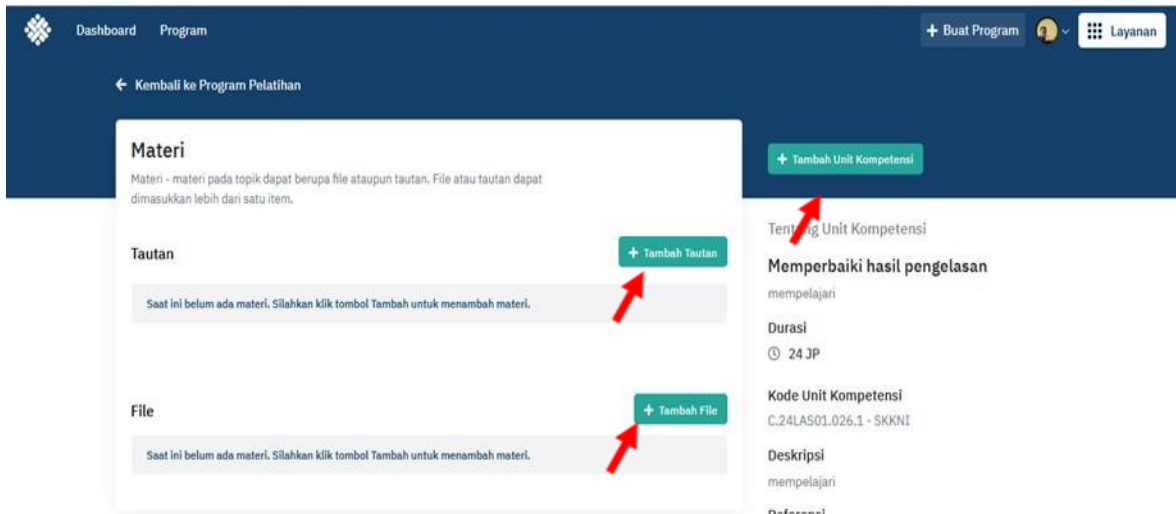 Dashboard Program + Buat Program Layanan
Kembali ke Program Pelatihan
Materi
Materi - materi pada topik dapat berupa file ataupun tautan. File atau tautan dapat
dimasukkan lebih dari satu item.
Tautan
+ Tambah Tautan
Saat ini belum ada materi. Silahkan klik tombol Tambah untuk menambah materi.
File
+ Tambah File
Saat ini belum ada materi. Silahkan klik tombol Tambah untuk menambah materi.
+ Tambah Unit Kompetensi
Tentang Unit Kompetensi
Memperbaiki hasil pengelasan
mempelajari
Durasi
24 JP
Kode Unit Kompetensi
C.24LAS01.026.1 - SKKNI
Deskripsi
mempelajari
Referensi